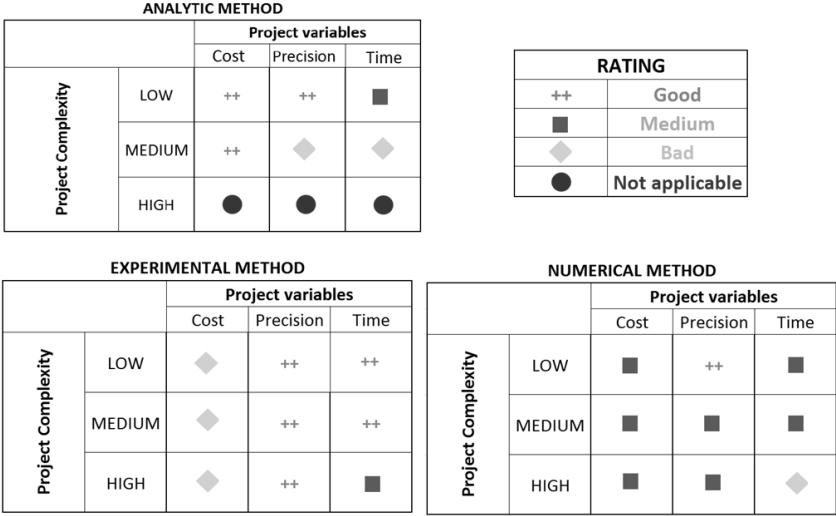 ANALYTIC METHOD
Project variables
Cost Precision Time
Project Complexity
LOW ++ ++
MEDIUM ++
HIGH
RATING
++ Good
Medium
Bad
Not applicable
EXPERIMENTAL METHOD
Project variables
Cost Precision Time
Project Complexity
LOW ++ ++
MEDIUM ++ ++
HIGH ++
NUMERICAL METHOD
Project variables
Cost Precision Time
Project Complexity
LOW ++
MEDIUM
HIGH